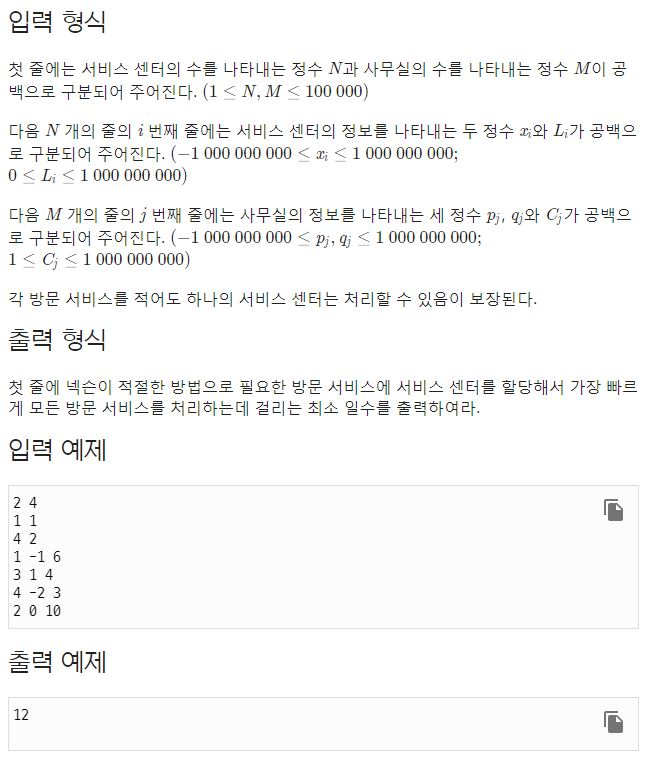 입력 형식
첫 줄에는 서비스 센터의 수를 나타내는 정수 N과 사무실의 수를 나타내는 정수 M이 공
백으로 구분되어 주어진다. (1 ≤ N, M ≤ 100 000)
다음 N 개의 줄의 i 번째 줄에는 서비스 센터의 정보를 나타내는 두 정수 xᵢ와 Lᵢ가 공백으
로 구분되어 주어진다. (−1 000 000 000 ≤ xᵢ ≤ 1 000 000 000;
0 ≤ Lᵢ ≤ 1 000 000 000)
다음 M 개의 줄의 j 번째 줄에는 사무실의 정보를 나타내는 세 정수 pⱼ, qⱼ와 Cⱼ가 공백으
로 구분되어 주어진다. (−1 000 000 000 ≤ pⱼ, qⱼ ≤ 1 000 000 000;
1 ≤ Cⱼ ≤ 1 000 000 000)
각 방문 서비스를 적어도 하나의 서비스 센터는 처리할 수 있음이 보장된다.
출력 형식
첫 줄에 넥슨이 적절한 방법으로 필요한 방문 서비스에 서비스 센터를 할당해서 가장 빠르
게 모든 방문 서비스를 처리하는데 걸리는 최소 일수를 출력하여라.
입력 예제
2 4
1 1
4 2
1 -1 6
3 1 4
4 -2 3
2 0 10
출력 예제
12